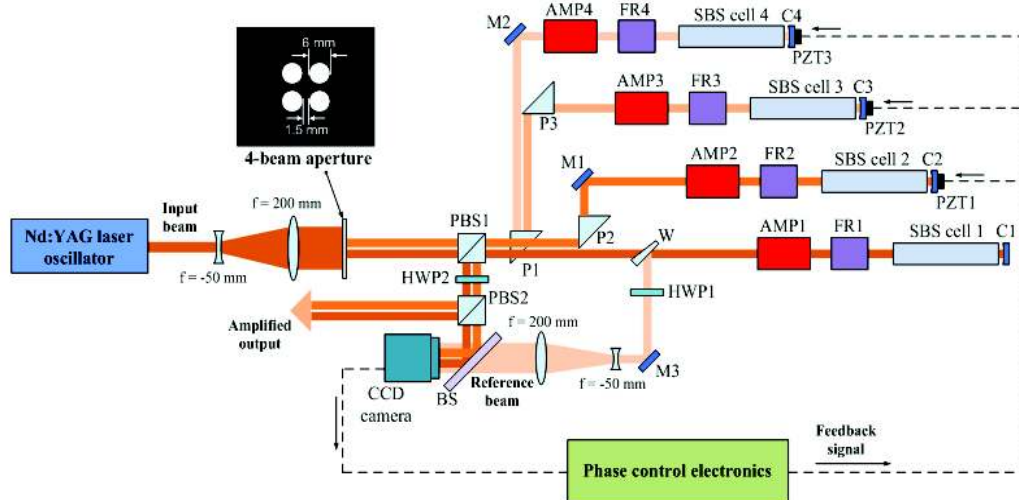 M2
AMP4
FR4
SBS cell 4
C4
PZT3
6 mm
1.5 mm
4-beam aperture
P3
AMP3
FR3
SBS cell 3
C3
PZT2
M1
AMP2
FR2
SBS cell 2
C2
PZT1
Nd:YAG laser
oscillator
Input
beam
f = -50 mm
f = 200 mm
PBS1
P1
P2
W
AMP1
FR1
SBS cell 1
C1
HWP2
PBS2
HWP1
Amplified
output
f = 200 mm
f = -50 mm
M3
CCD
camera
BS
Reference
beam
Phase control electronics
Feedback
signal